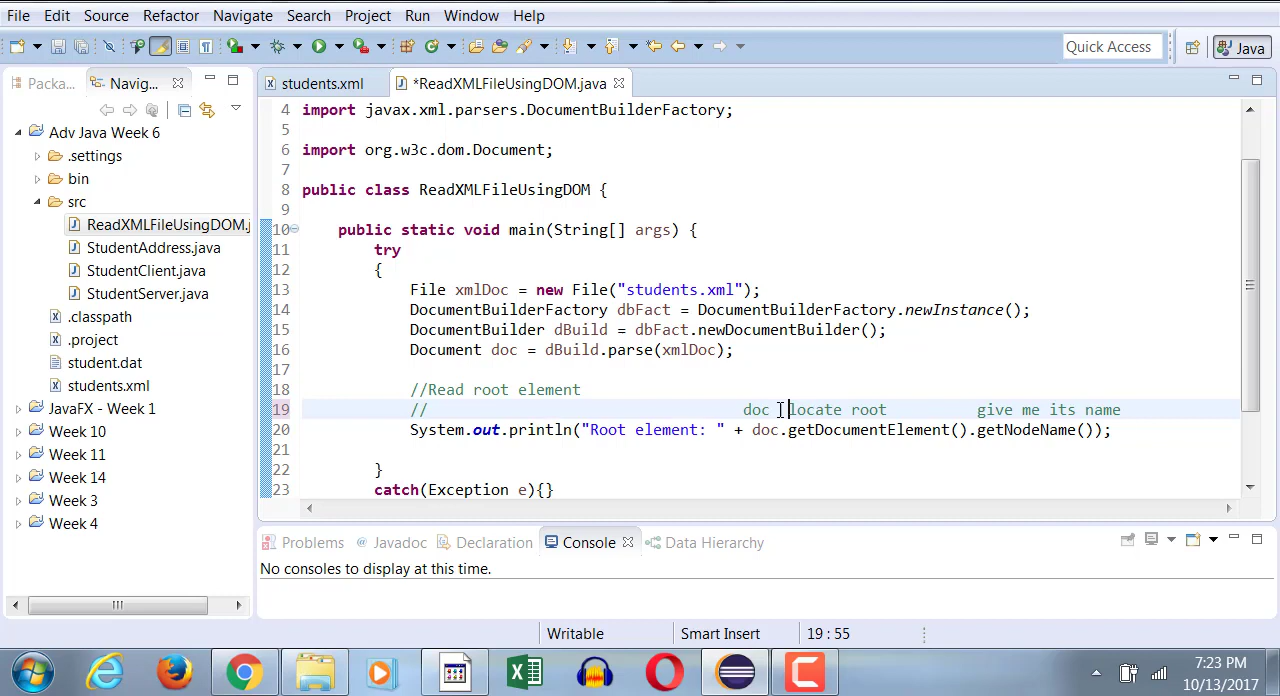 File Edit Source Refactor Navigate Search Project Run Window Help
Quick Access Java
Packa... Navig...
students.xml *ReadXMLFileUsingDOM.java
Adv Java Week 6
.settings
bin
src
ReadXMLFileUsingDOM.j
StudentAddress.java
StudentClient.java
StudentServer.java
.classpath
.project
student.dat
students.xml
JavaFX - Week 1
Week 10
Week 11
Week 14
Week 3
Week 4
4 import javax.xml.parsers.DocumentBuilderFactory;
5
6 import org.w3c.dom.Document;
7
8 public class ReadXMLFileUsingDOM {
9
10 public static void main(String[] args) {
11 try
12 {
13 File xmlDoc = new File("students.xml");
14 DocumentBuilderFactory dbFact = DocumentBuilderFactory.newInstance();
15 DocumentBuilder dBuild = dbFact.newDocumentBuilder();
16 Document doc = dBuild.parse(xmlDoc);
17
18 //Read root element
19 // doc locate root give me its name
20 System.out.println("Root element: " + doc.getDocumentElement().getNodeName());
21
22 }
23 catch(Exception e){}
Problems Javadoc Declaration Console Data Hierarchy
No consoles to display at this time.
Writable Smart Insert 19 : 55
7:23 PM
10/13/2017